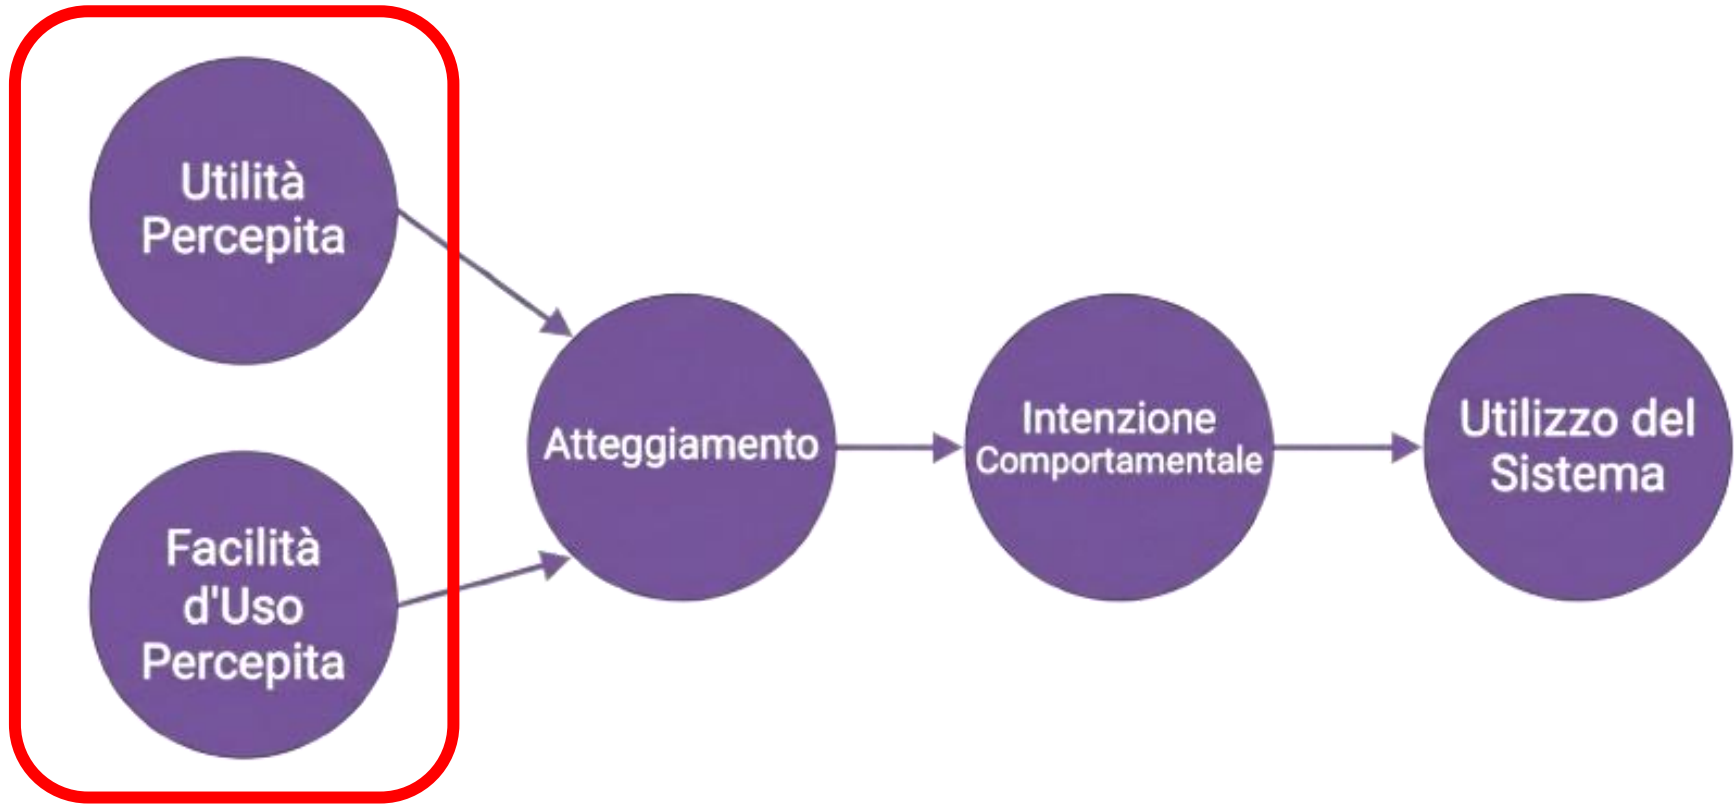 Utilità
Percepita
Facilità
d'Uso
Percepita
Atteggiamento
Intenzione
Comportamentale
Utilizzo del
Sistema